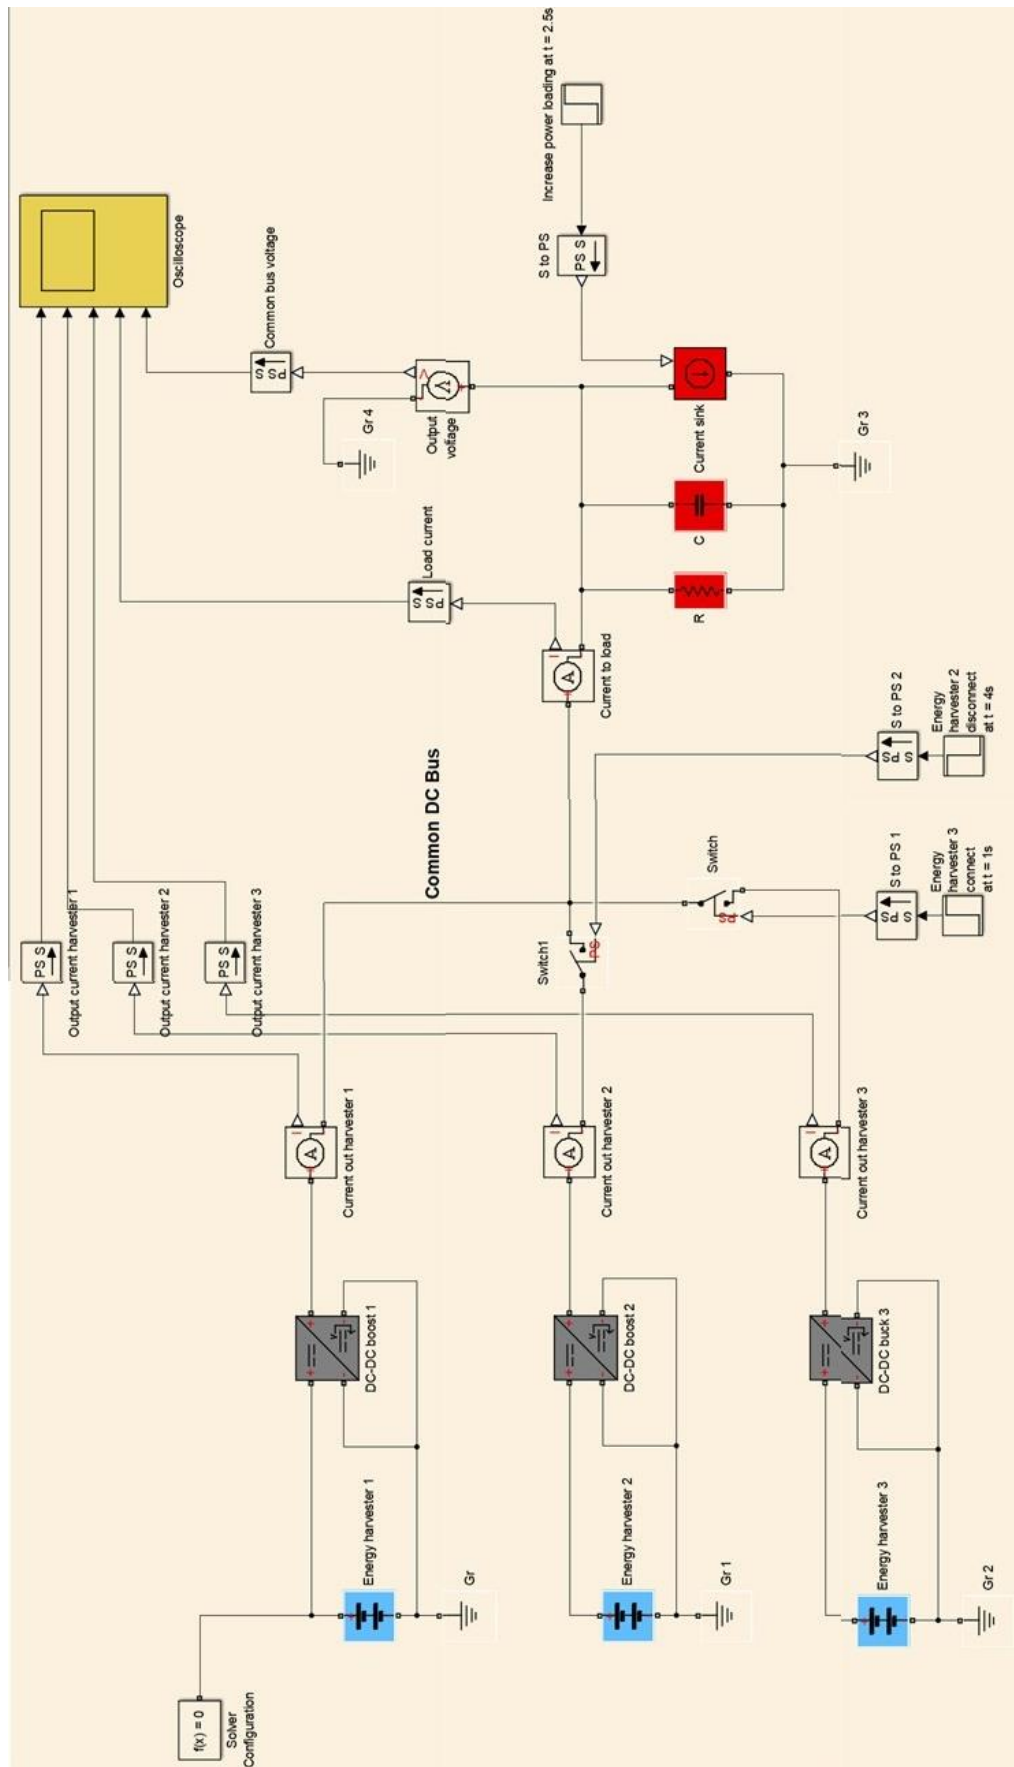 f(x) = 0
Solver
Configuration
PS S
Output current harvester 1
PS S
Output current harvester 2
PS S
Output current harvester 3
Oscilloscope
PS S
Common bus voltage
Energy harvester 1
Gr
DC-DC boost 1
A
I
Current out harvester 1
Common DC Bus
PS S
Load current
Gr 4
V
V
Output
voltage
Energy harvester 2
Gr 1
DC-DC boost 2
A
I
Current out harvester 2
Switch1
PS
A
I
Current to load
S to PS
PS S
Increase power loading at t = 2.5s
R
C
Current sink
Switch
PS
Gr 3
Energy harvester 3
Gr 2
DC-DC buck 3
A
I
Current out harvester 3
S to PS 1
S PS
Energy
harvester 3
connect
at t = 1s
S to PS 2
S PS
Energy
harvester 2
disconnect
at t = 4s